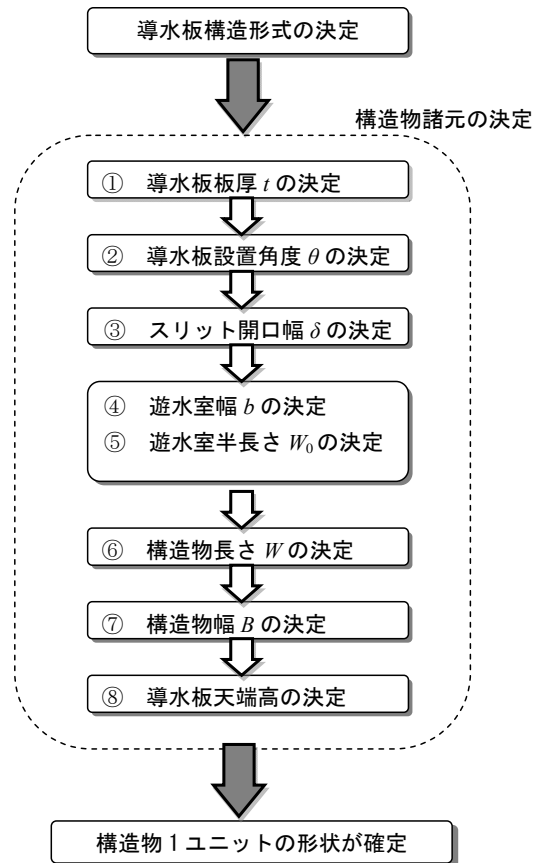 導水板構造形式の決定
構造物諸元の決定
① 導水板板厚 t の決定
② 導水板設置角度 θ の決定
③ スリット開口幅 δ の決定
④ 遊水室幅 b の決定
⑤ 遊水室半長さ W₀ の決定
⑥ 構造物長さ W の決定
⑦ 構造物幅 B の決定
⑧ 導水板天端高の決定
構造物1ユニットの形状が確定